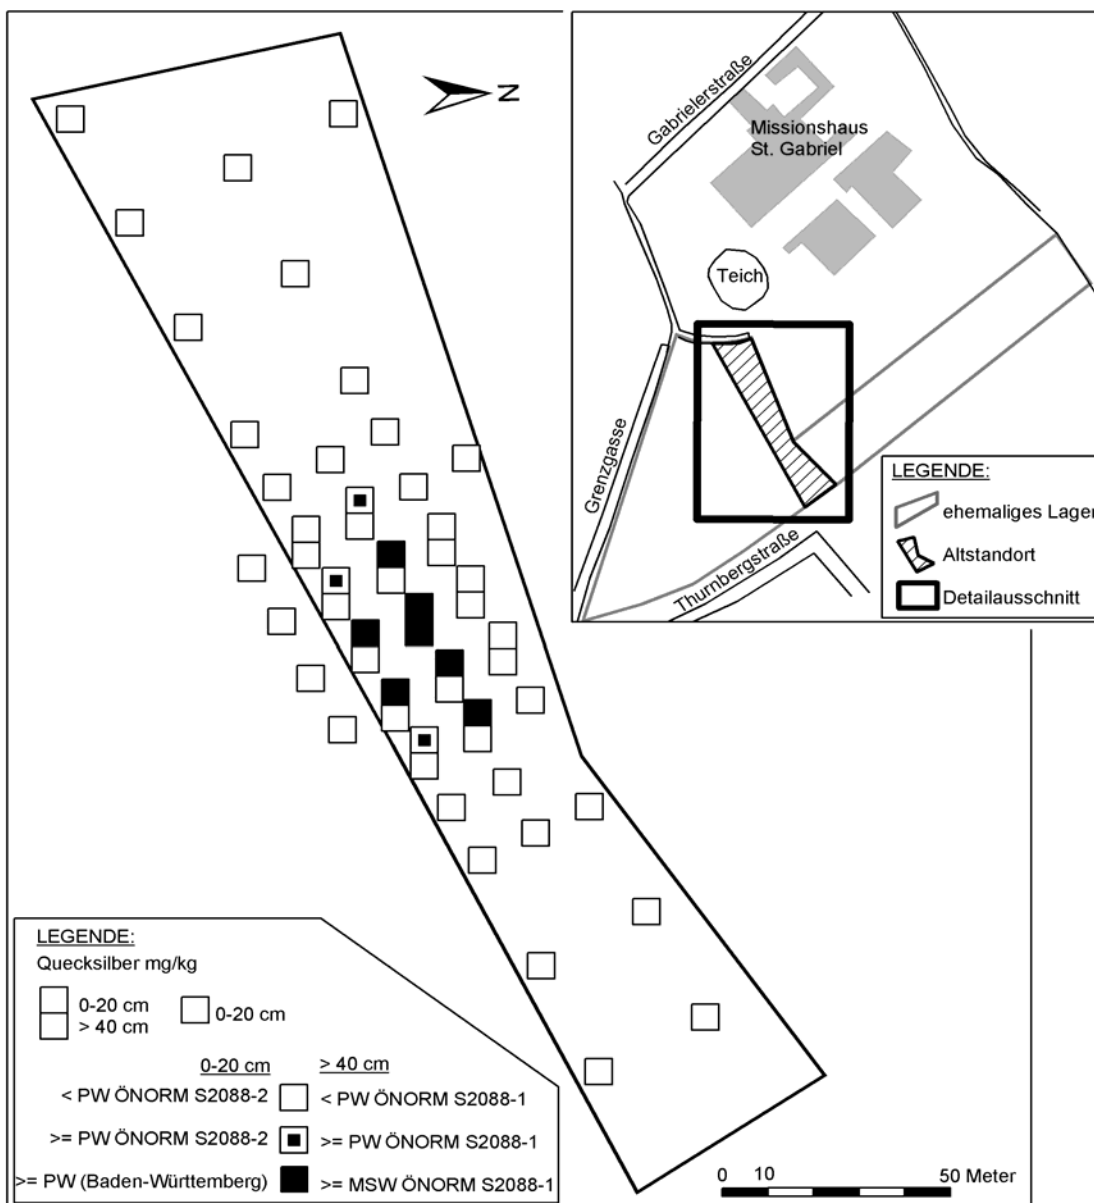 N
Gabrielerstraße
Missionshaus
St. Gabriel
Teich
Grenzgasse
Thurnbergstraße
LEGENDE:
ehemaliges Lager
Altstandort
Detailausschnitt
LEGENDE:
Quecksilber mg/kg
0-20 cm
> 40 cm
0-20 cm
0-20 cm > 40 cm
< PW ÖNORM S2088-2 < PW ÖNORM S2088-1
>= PW ÖNORM S2088-2 >= PW ÖNORM S2088-1
>= PW (Baden-Württemberg) >= MSW ÖNORM S2088-1
0 10 50 Meter